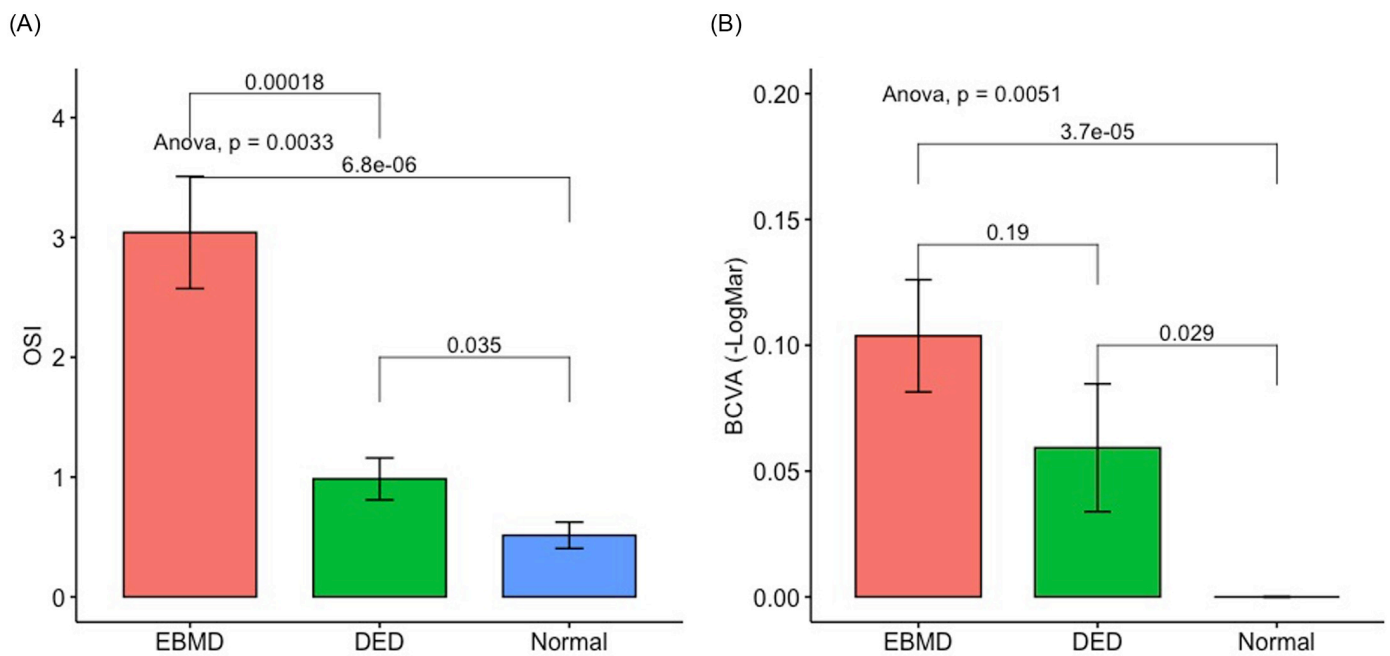 (A)
0.00018
Anova, p = 0.0033
6.8e-06
0.035
OSI
4
3
2
1
0
EBMD DED Normal
(B)
Anova, p = 0.0051
3.7e-05
0.19
0.029
BCVA (-LogMar)
0.20
0.15
0.10
0.05
0.00
EBMD DED Normal